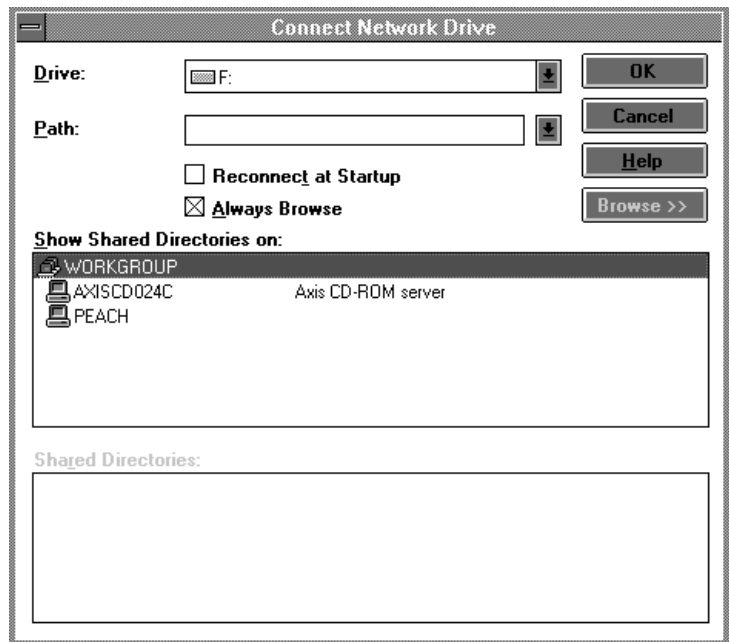 Connect Network Drive
Drive: F: OK
Cancel
Path:
Help
Reconnect at Startup
Always Browse Browse >>
Show Shared Directories on:
WORKGROUP
AXISCD024C Axis CD-ROM server
PEACH
Shared Directories: